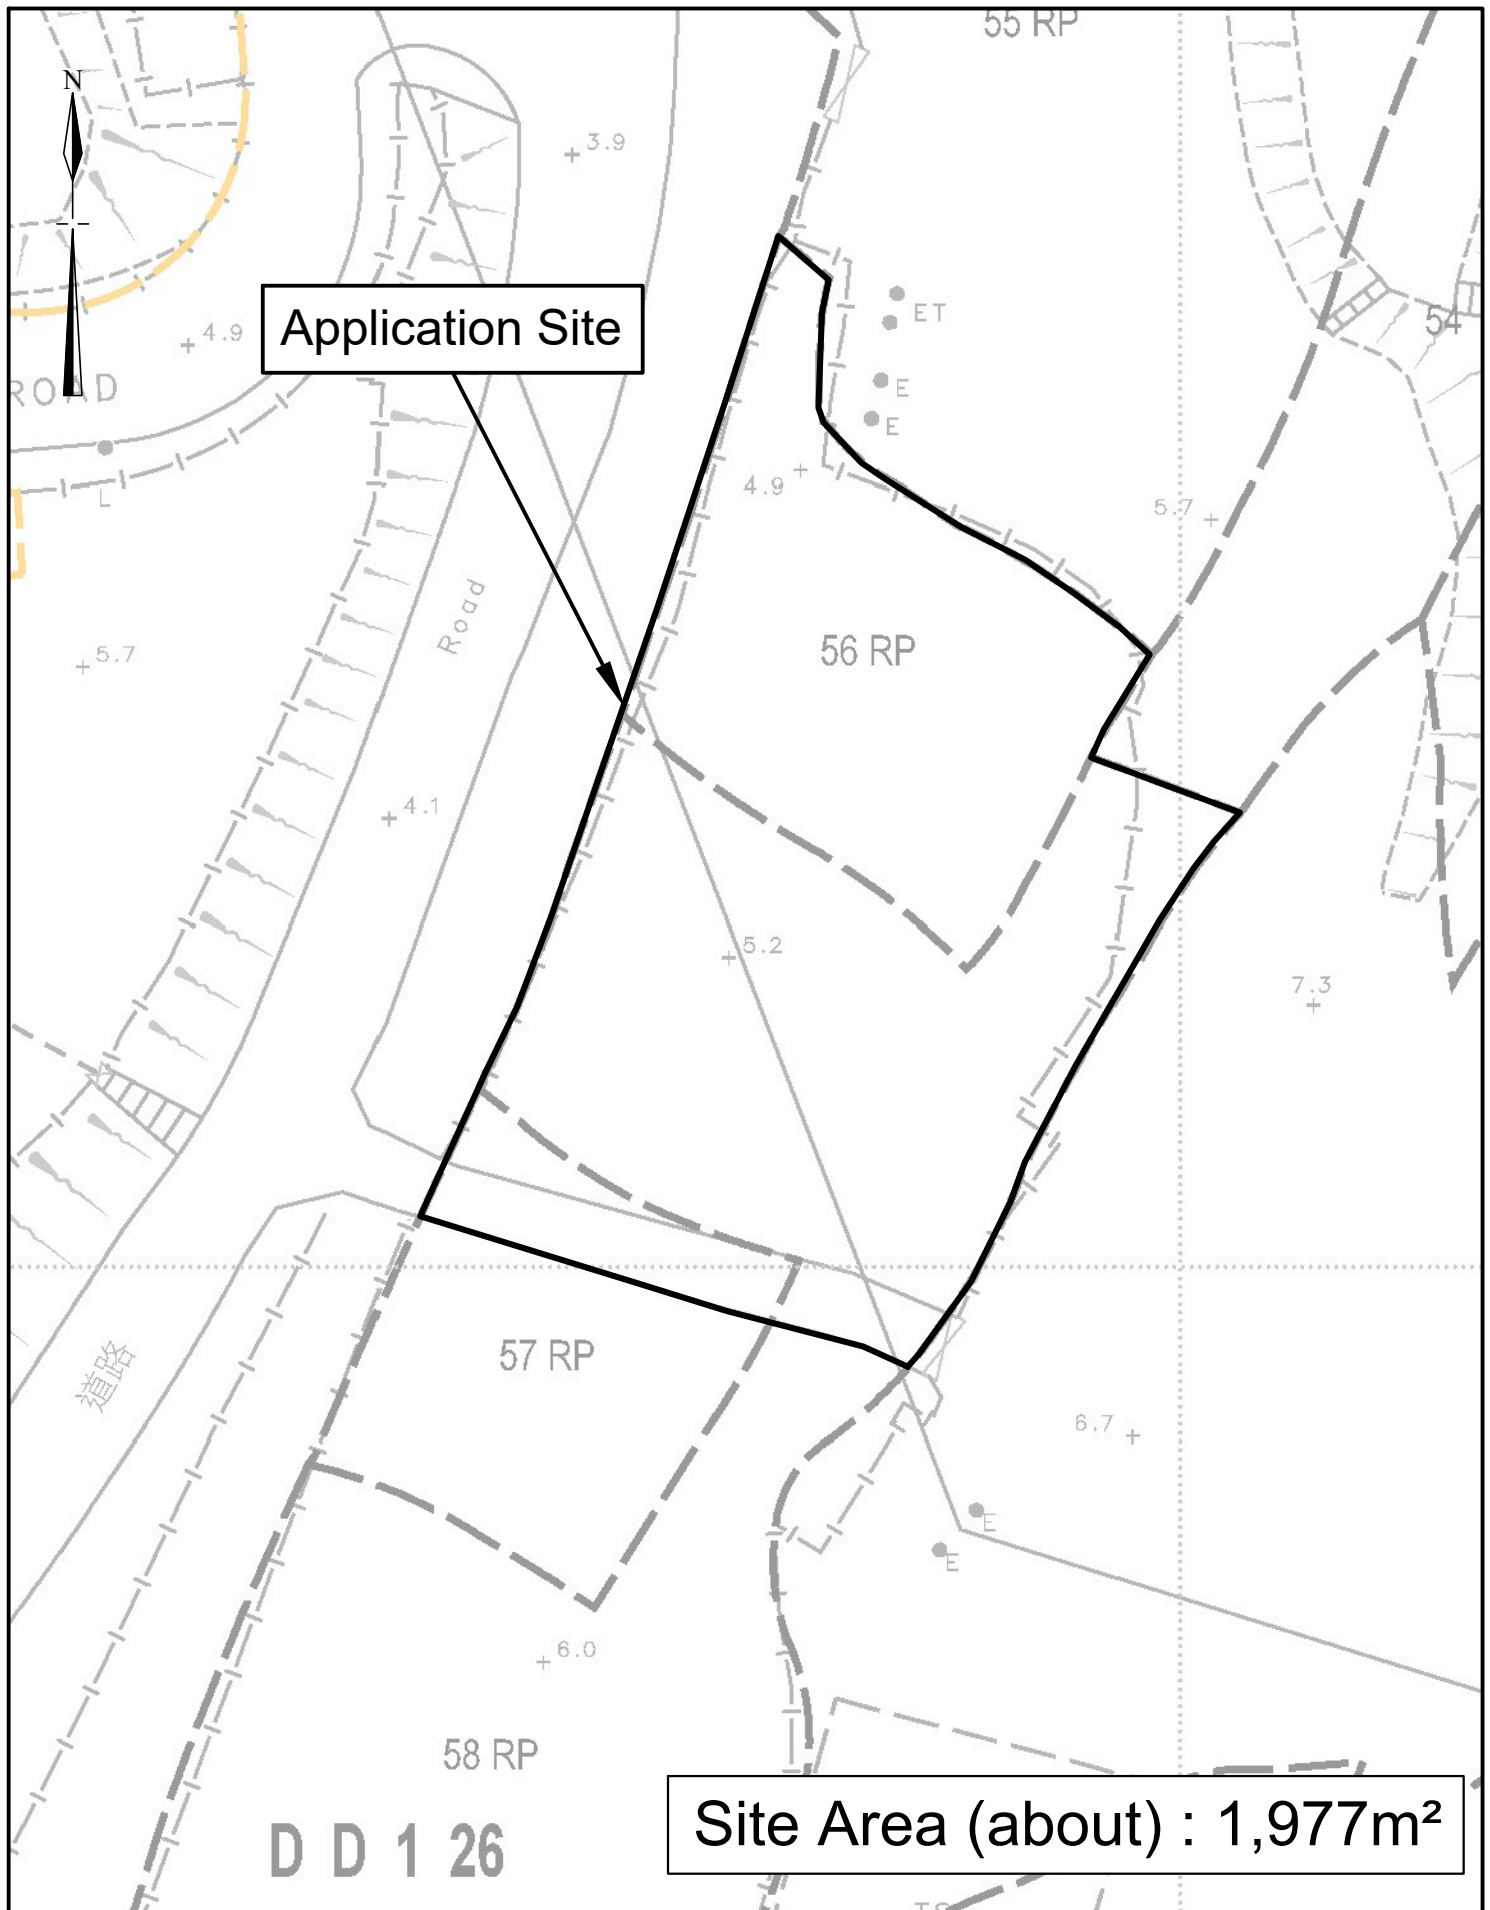 55 RP
N
3.9
ET
4.9
Application Site
54
ROAD
E
E
4.9
L
5.7
Road
5.7
56 RP
4.1
5.2
7.3
57 RP
道路
6.7
E
E
6.0
58 RP
Site Area (about) : 1,977m²
D D 1 26